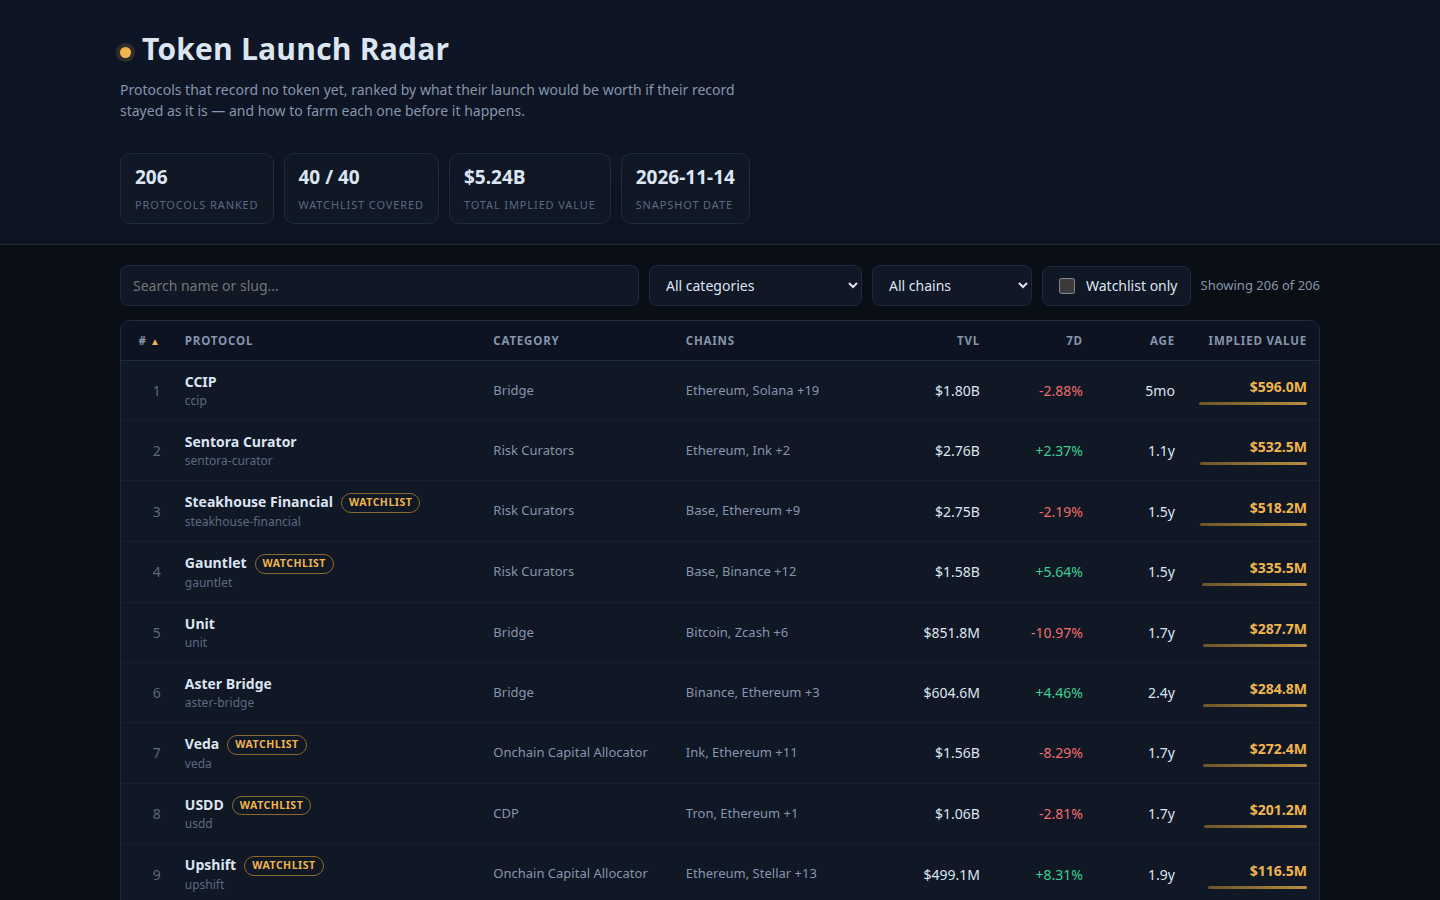 Token Launch Radar
Protocols that record no token yet, ranked by what their launch would be worth if their record
stayed as it is — and how to farm each one before it happens.
206
PROTOCOLS RANKED
40 / 40
WATCHLIST COVERED
$5.24B
TOTAL IMPLIED VALUE
2026-11-14
SNAPSHOT DATE
Search name or slug...
All categories
All chains
Watchlist only
Showing 206 of 206
# ▲ PROTOCOL CATEGORY CHAINS TVL 7D AGE IMPLIED VALUE
1 CCIP Bridge Ethereum, Solana +19 $1.80B -2.88% 5mo $596.0M
ccip
2 Sentora Curator Risk Curators Ethereum, Ink +2 $2.76B +2.37% 1.1y $532.5M
sentora-curator
3 Steakhouse Financial WATCHLIST Risk Curators Base, Ethereum +9 $2.75B -2.19% 1.5y $518.2M
steakhouse-financial
4 Gauntlet WATCHLIST Risk Curators Base, Binance +12 $1.58B +5.64% 1.5y $335.5M
gauntlet
5 Unit Bridge Bitcoin, Zcash +6 $851.8M -10.97% 1.7y $287.7M
unit
6 Aster Bridge Bridge Binance, Ethereum +3 $604.6M +4.46% 2.4y $284.8M
aster-bridge
7 Veda WATCHLIST Onchain Capital Allocator Ink, Ethereum +11 $1.56B -8.29% 1.7y $272.4M
veda
8 USDD WATCHLIST CDP Tron, Ethereum +1 $1.06B -2.81% 1.7y $201.2M
usdd
9 Upshift WATCHLIST Onchain Capital Allocator Ethereum, Stellar +13 $499.1M +8.31% 1.9y $116.5M
upshift